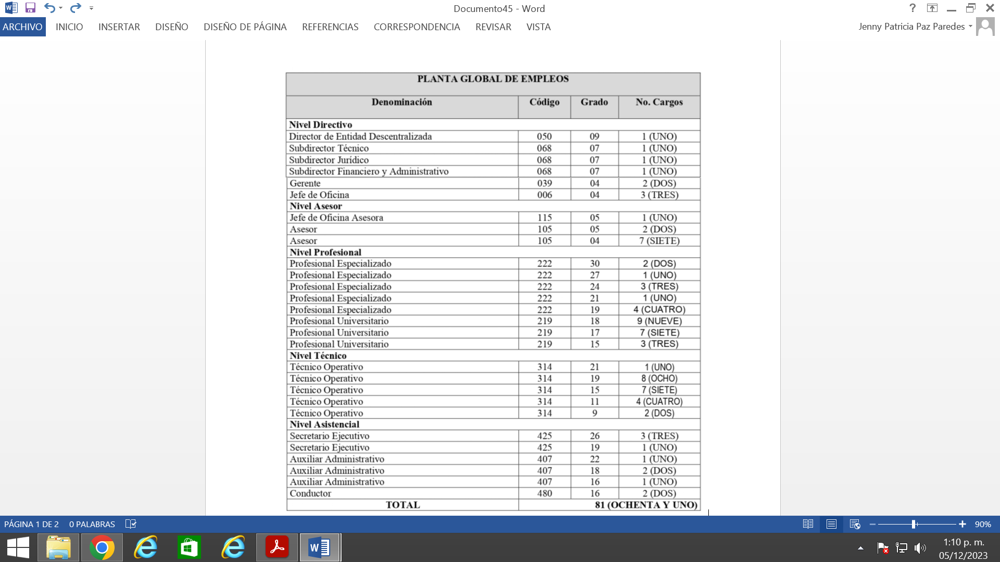 Documento45 - Word
ARCHIVO INICIO INSERTAR DISEÑO DISEÑO DE PÁGINA REFERENCIAS CORRESPONDENCIA REVISAR VISTA Jenny Patricia Paz Paredes
PLANTA GLOBAL DE EMPLEOS
Denominación Código Grado No. Cargos
Nivel Directivo
Director de Entidad Descentralizada 050 09 1 (UNO)
Subdirector Técnico 068 07 1 (UNO)
Subdirector Jurídico 068 07 1 (UNO)
Subdirector Financiero y Administrativo 068 07 1 (UNO)
Gerente 039 04 2 (DOS)
Jefe de Oficina 006 04 3 (TRES)
Nivel Asesor
Jefe de Oficina Asesora 115 05 1 (UNO)
Asesor 105 05 2 (DOS)
Asesor 105 04 7 (SIETE)
Nivel Profesional
Profesional Especializado 222 30 2 (DOS)
Profesional Especializado 222 27 1 (UNO)
Profesional Especializado 222 24 3 (TRES)
Profesional Especializado 222 21 1 (UNO)
Profesional Especializado 222 19 4 (CUATRO)
Profesional Universitario 219 18 9 (NUEVE)
Profesional Universitario 219 17 7 (SIETE)
Profesional Universitario 219 15 3 (TRES)
Nivel Técnico
Técnico Operativo 314 21 1 (UNO)
Técnico Operativo 314 19 8 (OCHO)
Técnico Operativo 314 15 7 (SIETE)
Técnico Operativo 314 11 4 (CUATRO)
Técnico Operativo 314 9 2 (DOS)
Nivel Asistencial
Secretario Ejecutivo 425 26 3 (TRES)
Secretario Ejecutivo 425 19 1 (UNO)
Auxiliar Administrativo 407 22 1 (UNO)
Auxiliar Administrativo 407 18 2 (DOS)
Auxiliar Administrativo 407 16 1 (UNO)
Conductor 480 16 2 (DOS)
TOTAL 81 (OCHENTA Y UNO)
PÁGINA 1 DE 2 0 PALABRAS 90%
1:10 p. m.
05/12/2023